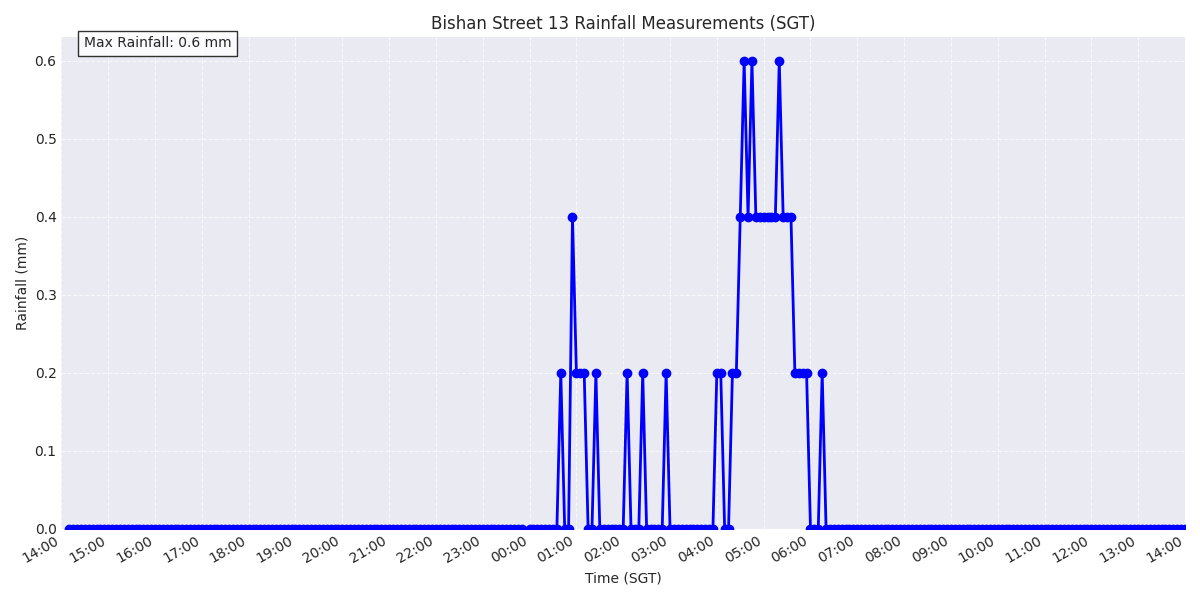 Bishan Street 13 Rainfall Measurements (SGT)
Max Rainfall: 0.6 mm
Rainfall (mm)
0.6
0.5
0.4
0.3
0.2
0.1
0.0
14:00 15:00 16:00 17:00 18:00 19:00 20:00 21:00 22:00 23:00 00:00 01:00 02:00 03:00 04:00 05:00 06:00 07:00 08:00 09:00 10:00 11:00 12:00 13:00 14:00
Time (SGT)